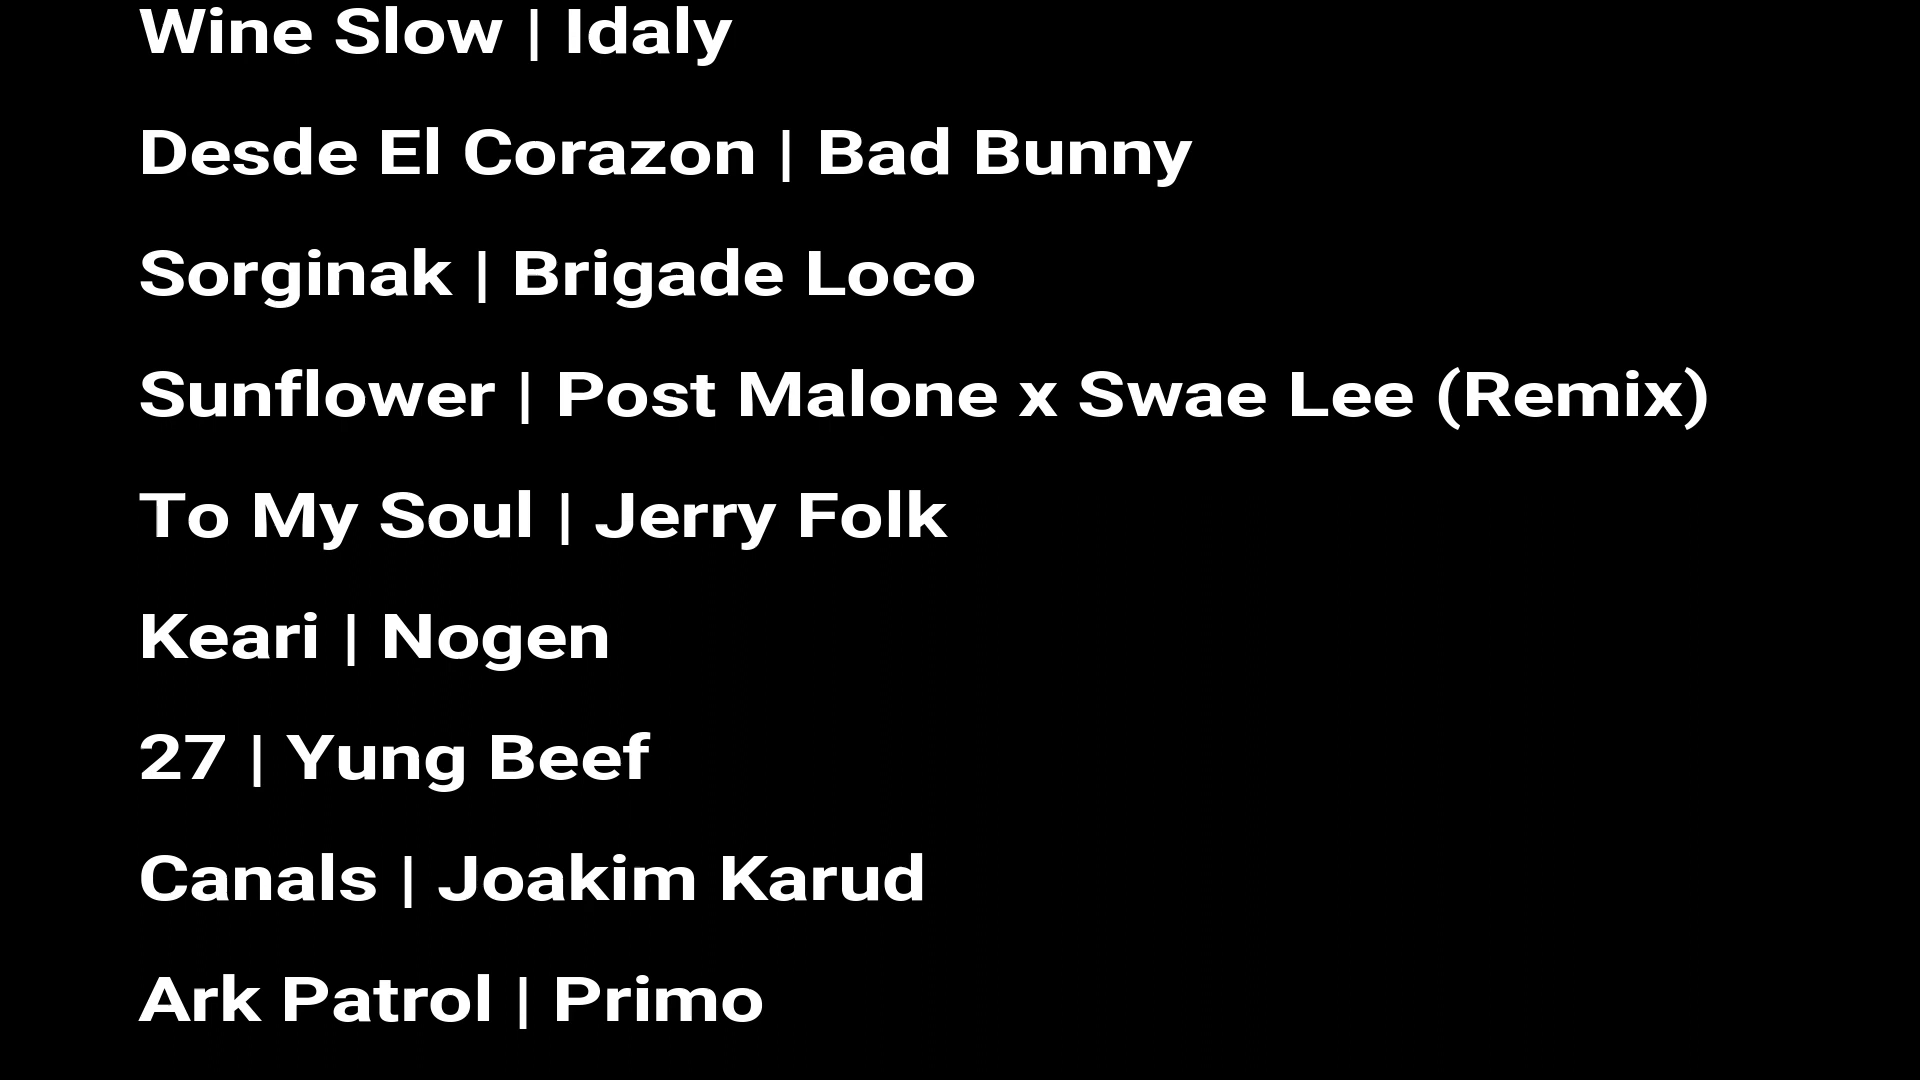 Wine Slow | Idaly
Desde El Corazon | Bad Bunny
Sorginak | Brigade Loco
Sunflower | Post Malone x Swae Lee (Remix)
To My Soul | Jerry Folk
Keari | Nogen
27 | Yung Beef
Canals | Joakim Karud
Ark Patrol | Primo